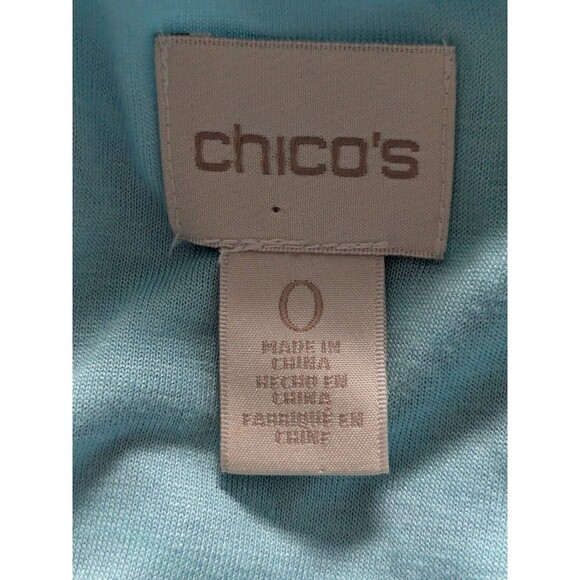 chico's
0
MADE IN
CHINA
HECHO EN
CHINA
FABRIQUÉ EN
CHINE